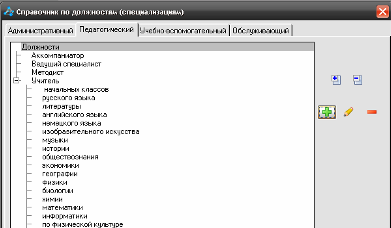 Справочник по должностям (специализациям)
Административный Педагогический Учебно-вспомогательный Обслуживающий
Должности
Аккомпаниатор
Ведущий специалист
Методист
Учитель
начальных классов
русского языка
литературы
английского языка
немецкого языка
изобразительного искусства
музыки
истории
обществознания
экономики
географии
физики
биологии
химии
математики
информатики
по физической культуре